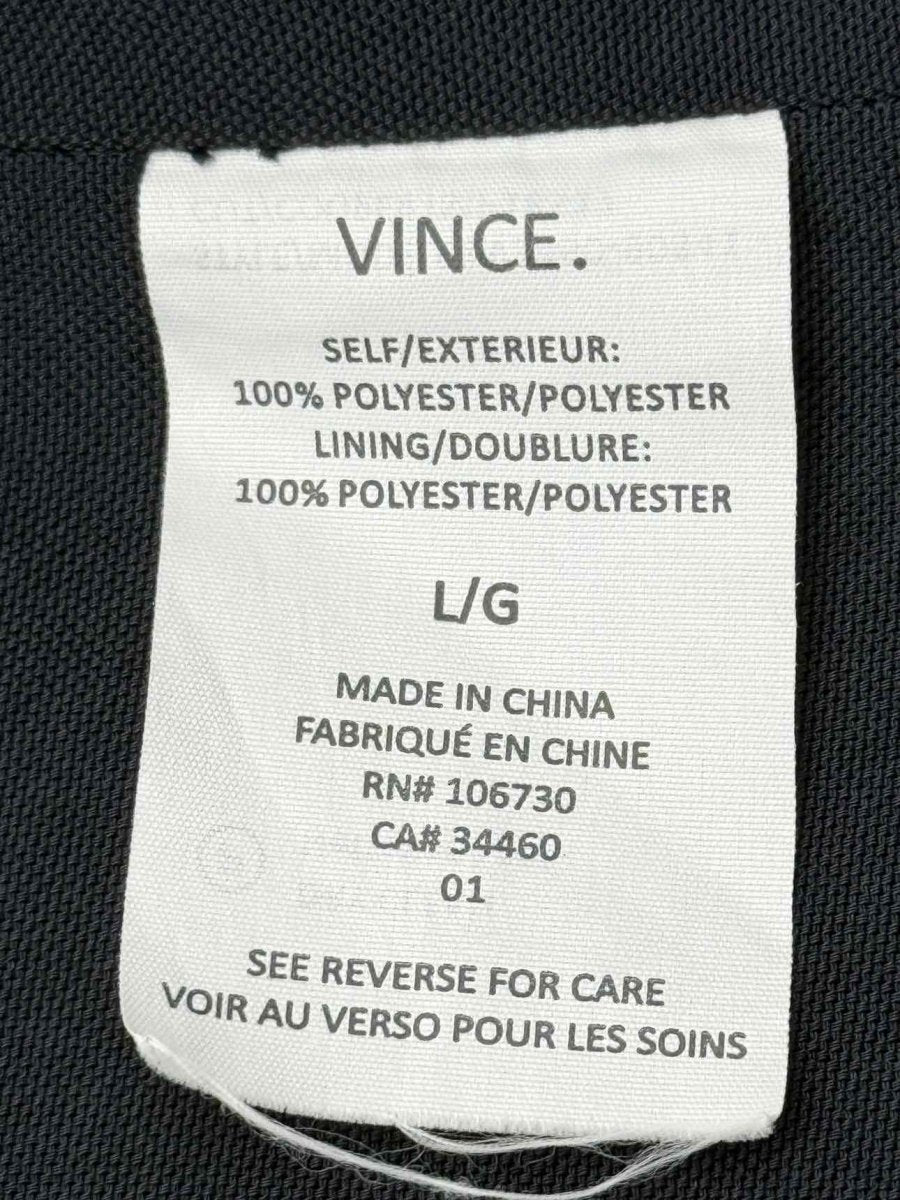 VINCE.
SELF/EXTERIEUR:
100% POLYESTER/POLYESTER
LINING/DOUBLURE:
100% POLYESTER/POLYESTER
L/G
MADE IN CHINA
FABRIQUÉ EN CHINE
RN# 106730
CA# 34460
01
SEE REVERSE FOR CARE
VOIR AU VERSO POUR LES SOINS